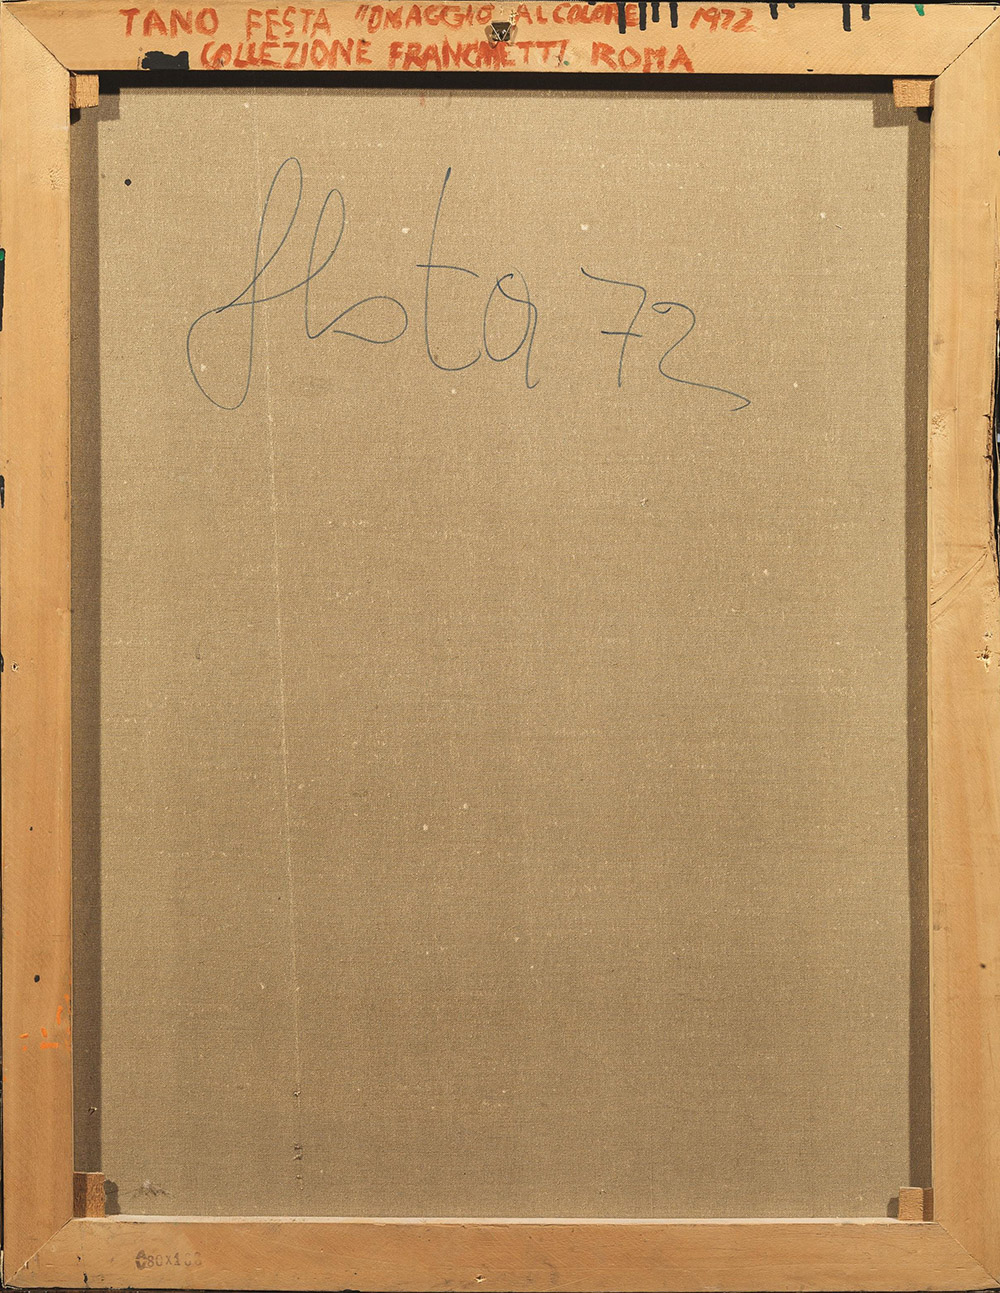 TANO FESTA "OMAGGIO AL COLORE" 1972
COLLEZIONE FRANCHETTI ROMA
festa 72